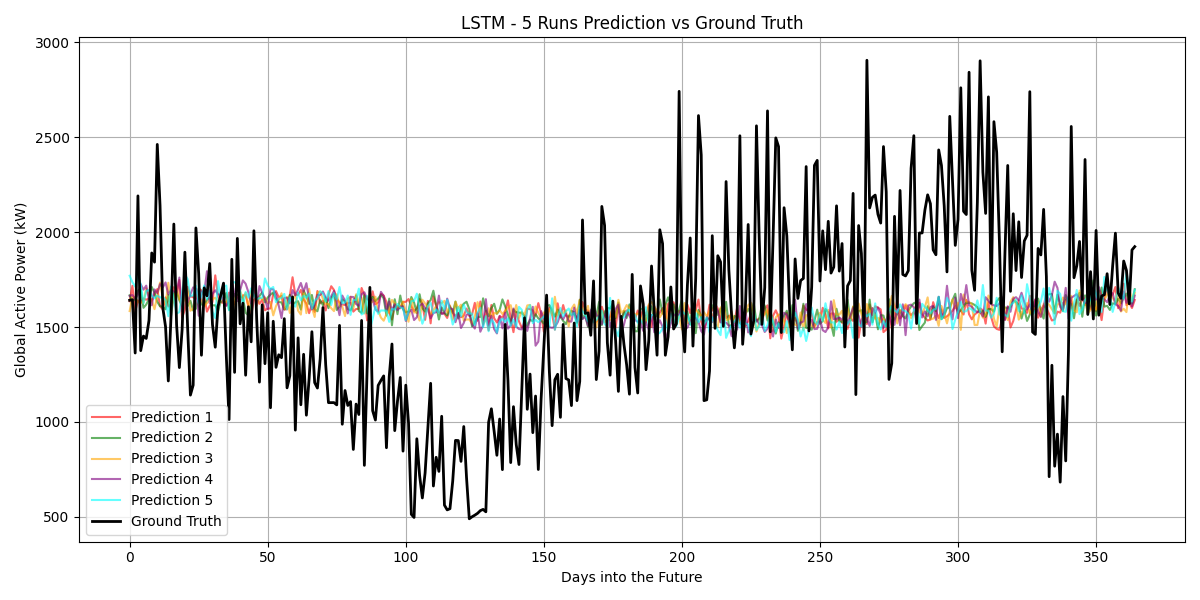 LSTM - 5 Runs Prediction vs Ground Truth
Global Active Power (kW)
3000
2500
2000
1500
1000
500
Prediction 1
Prediction 2
Prediction 3
Prediction 4
Prediction 5
Ground Truth
0 50 100 150 200 250 300 350
Days into the Future